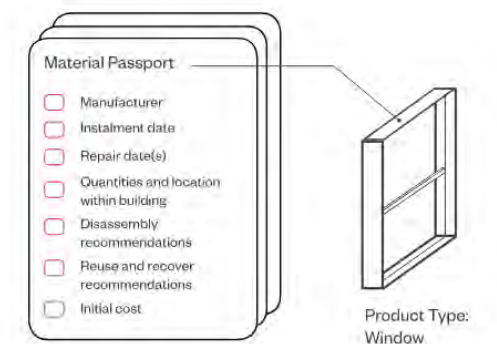 Material Passport
Manufacturer
Instalment date
Repair date(s)
Quantities and location
within building
Disassembly
recommendations
Reuse and recover
recommendations
Initial cost
Product Type:
Window